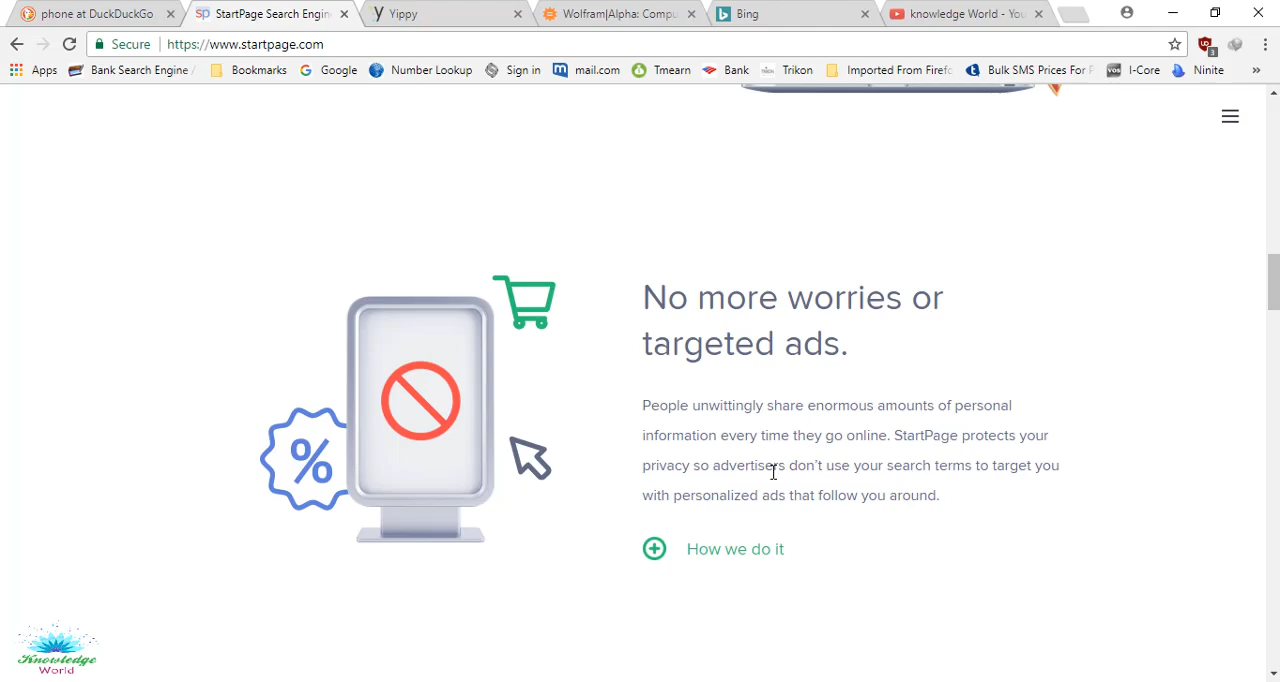 phone at DuckDuckGo
StartPage Search Engin
Yippy
Wolfram|Alpha: Compu
Bing
knowledge World - You
Secure
https://www.startpage.com
Apps
Bank Search Engine /
Bookmarks
Google
Number Lookup
Sign in
mail.com
Tmearn
Bank
Trikon
Imported From Firefo
Bulk SMS Prices For P
I-Core
Ninite
»
No more worries or
targeted ads.
People unwittingly share enormous amounts of personal
information every time they go online. StartPage protects your
privacy so advertisers don’t use your search terms to target you
with personalized ads that follow you around.
How we do it
%
Knowledge
World